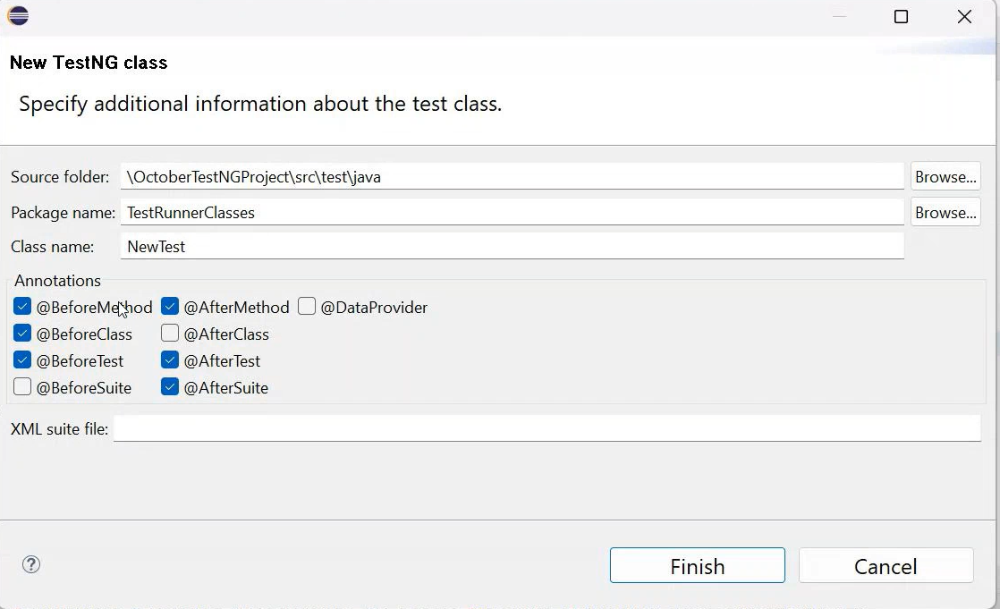 New TestNG class
Specify additional information about the test class.
Source folder: \OctoberTestNGProject\src\test\java Browse...
Package name: TestRunnerClasses Browse...
Class name: NewTest
Annotations
@BeforeMethod @AfterMethod @DataProvider
@BeforeClass @AfterClass
@BeforeTest @AfterTest
@BeforeSuite @AfterSuite
XML suite file:
? Finish Cancel